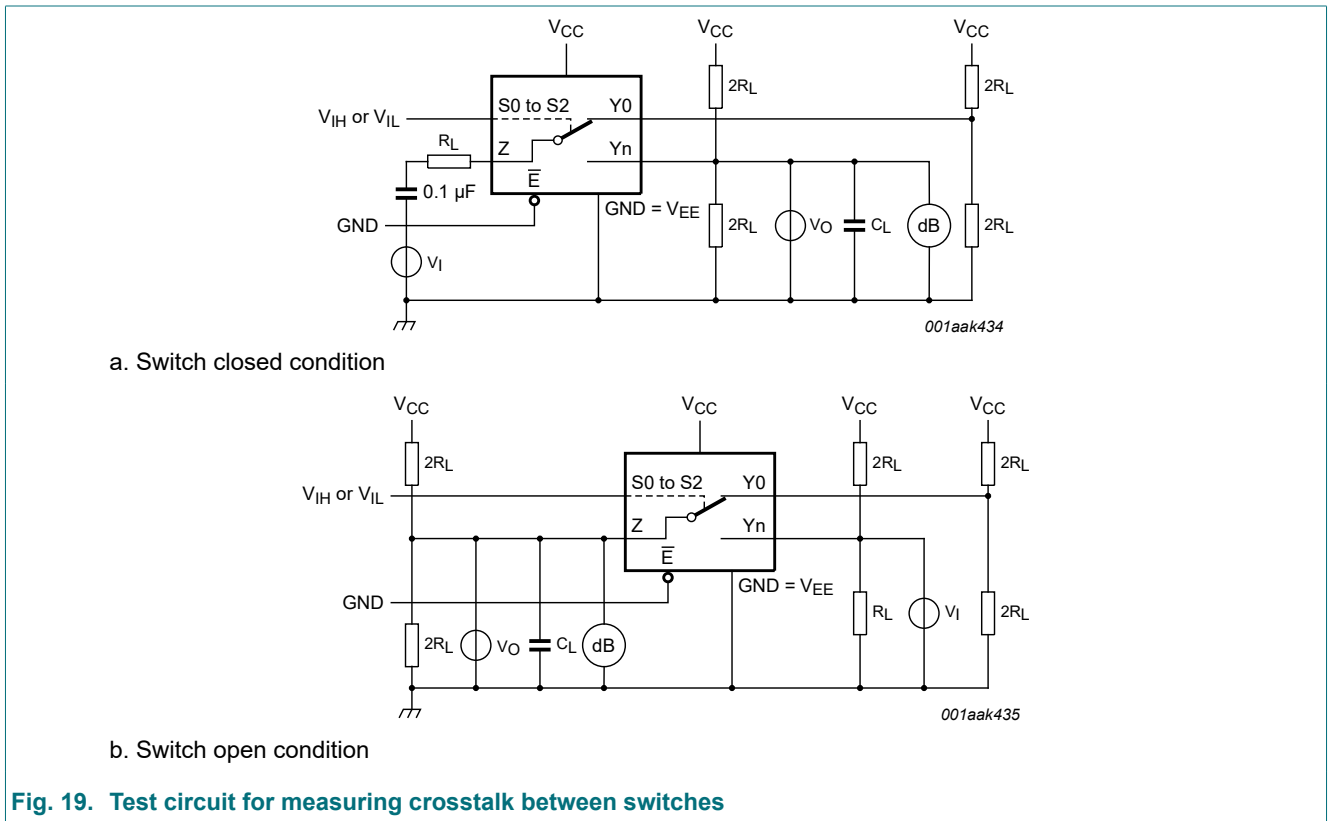 VCC VCC VCC
2RL 2RL
S0 to S2 Y0
VIH or VIL
RL
Z Yn
E̅
0.1 µF
GND = VEE
GND 2RL VO CL dB 2RL
VI
001aak434
a. Switch closed condition
VCC VCC VCC VCC
2RL 2RL 2RL
S0 to S2 Y0
VIH or VIL
Z Yn
E̅
GND = VEE
GND RL VI 2RL
2RL VO CL dB
001aak435
b. Switch open condition
Fig. 19. Test circuit for measuring crosstalk between switches